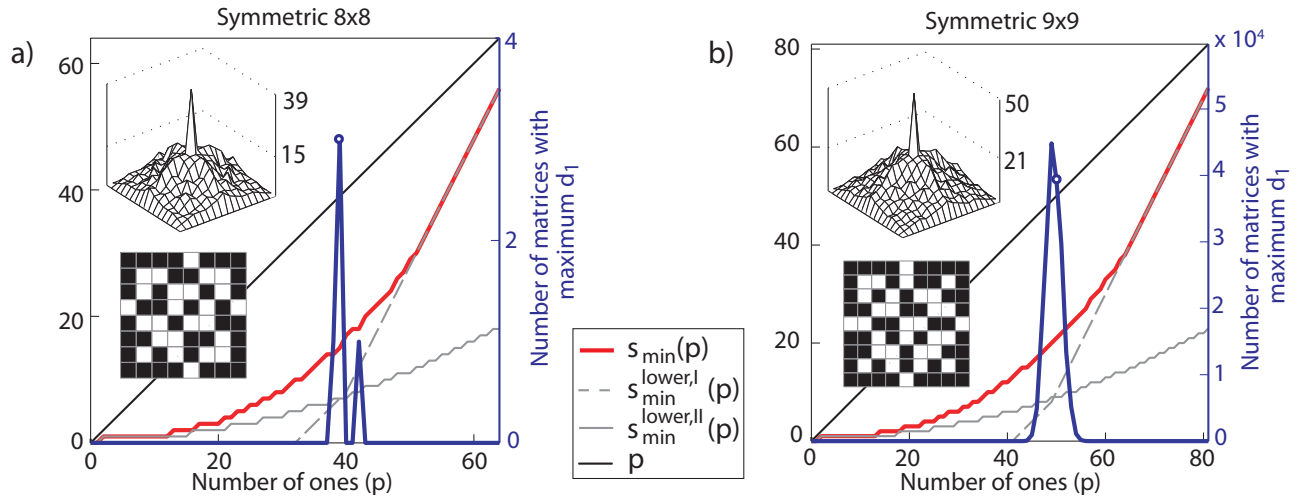 Symmetric 8x8
a)
60
40
20
0
0
20
40
60
Number of ones (p)
4
2
0
Number of matrices with
maximum d₁
39
15
s_min(p)
s_min^lower,I(p)
s_min^lower,II(p)
p
Symmetric 9x9
b)
80
60
40
20
0
0
20
40
60
80
Number of ones (p)
x 10⁴
5
4
3
2
1
0
Number of matrices with
maximum d₁
50
21